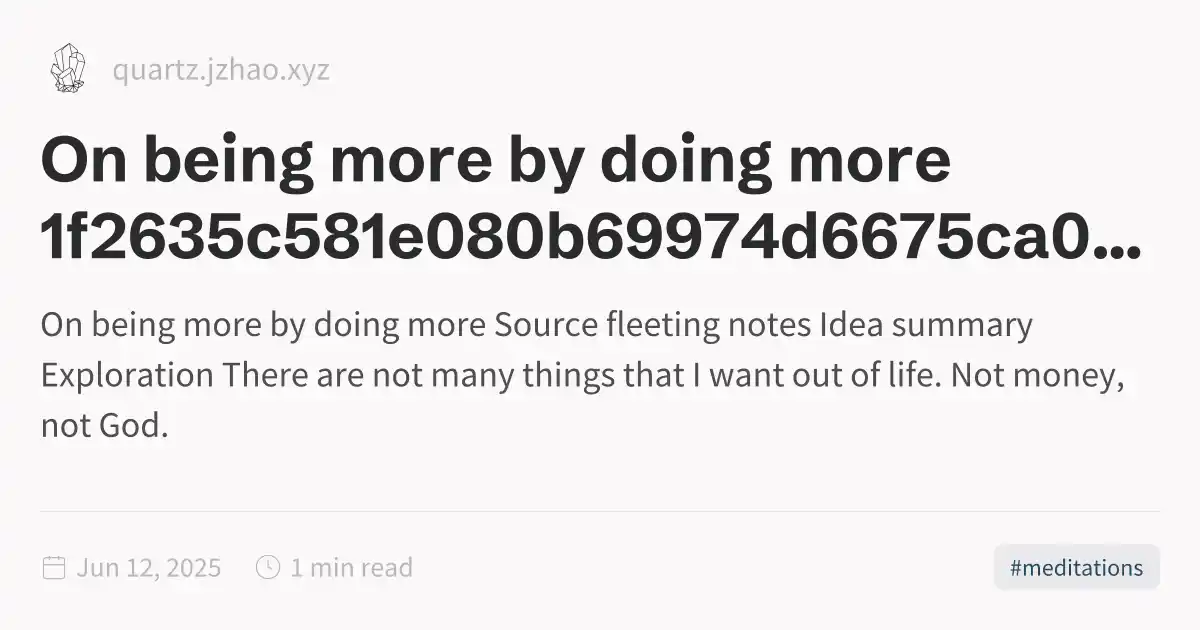 quartz.jzhao.xyz
On being more by doing more
1f2635c581e080b69974d6675ca0...
On being more by doing more Source fleeting notes Idea summary
Exploration There are not many things that I want out of life. Not money,
not God.
Jun 12, 2025 1 min read #meditations